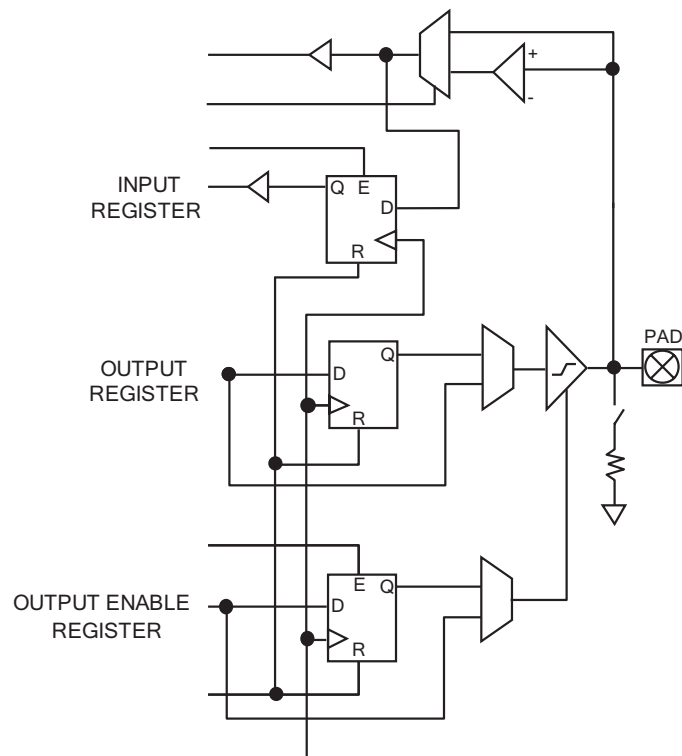 +
-
Q E
INPUT
REGISTER
D
R
PAD
Q
OUTPUT
REGISTER
D
R
E Q
OUTPUT ENABLE
REGISTER
D
R